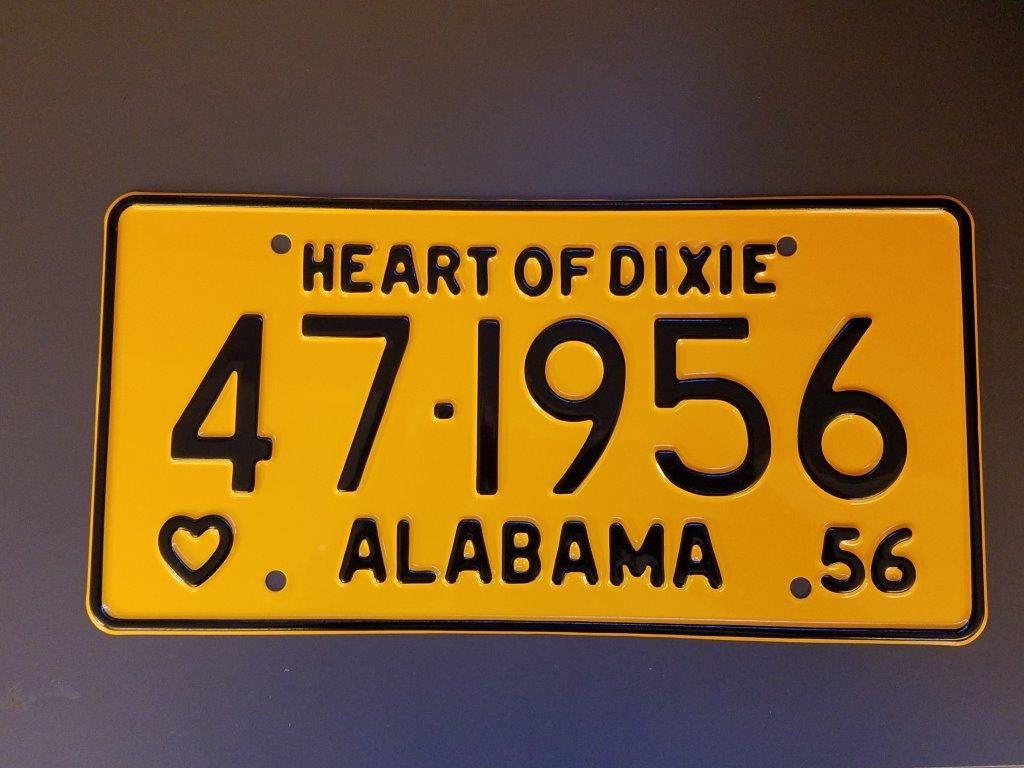 HEART OF DIXIE
47·1956
ALABAMA 56